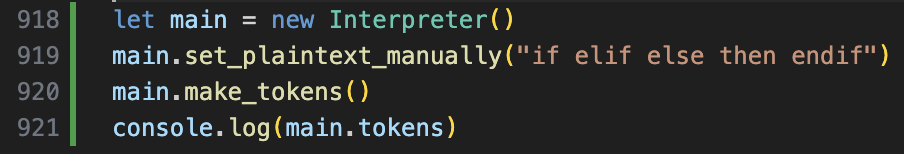 918 let main = new Interpreter()
919 main.set_plaintext_manually("if elif else then endif")
920 main.make_tokens()
921 console.log(main.tokens)